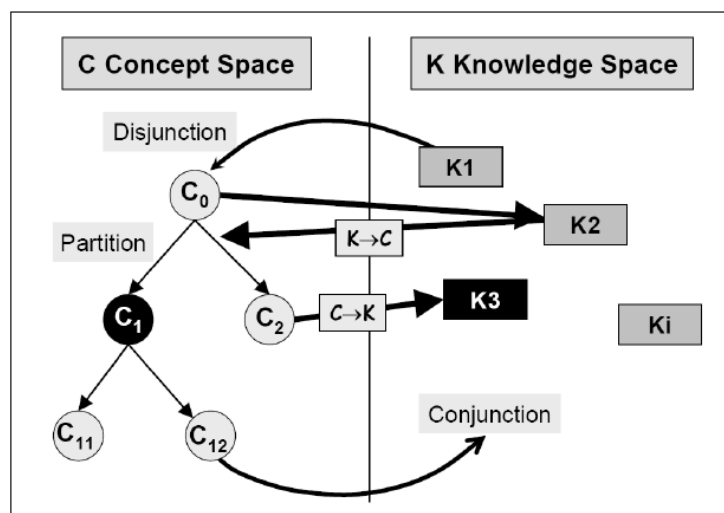 C Concept Space
K Knowledge Space
Disjunction
K1
C₀
K2
Partition
K→C
C₁
C₂
C→K
K3
Ki
C₁₁
C₁₂
Conjunction